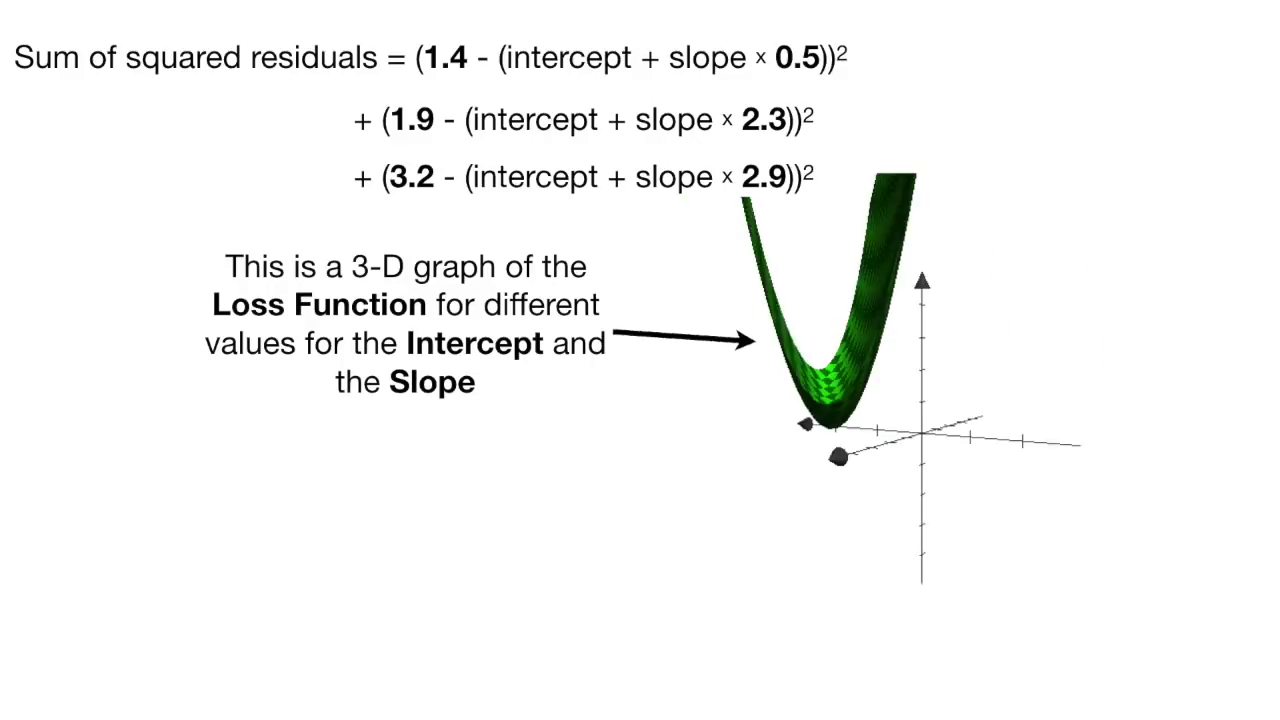 Sum of squared residuals = (1.4 - (intercept + slope × 0.5))²
+ (1.9 - (intercept + slope × 2.3))²
+ (3.2 - (intercept + slope × 2.9))²
This is a 3-D graph of the
Loss Function for different
values for the Intercept and
the Slope